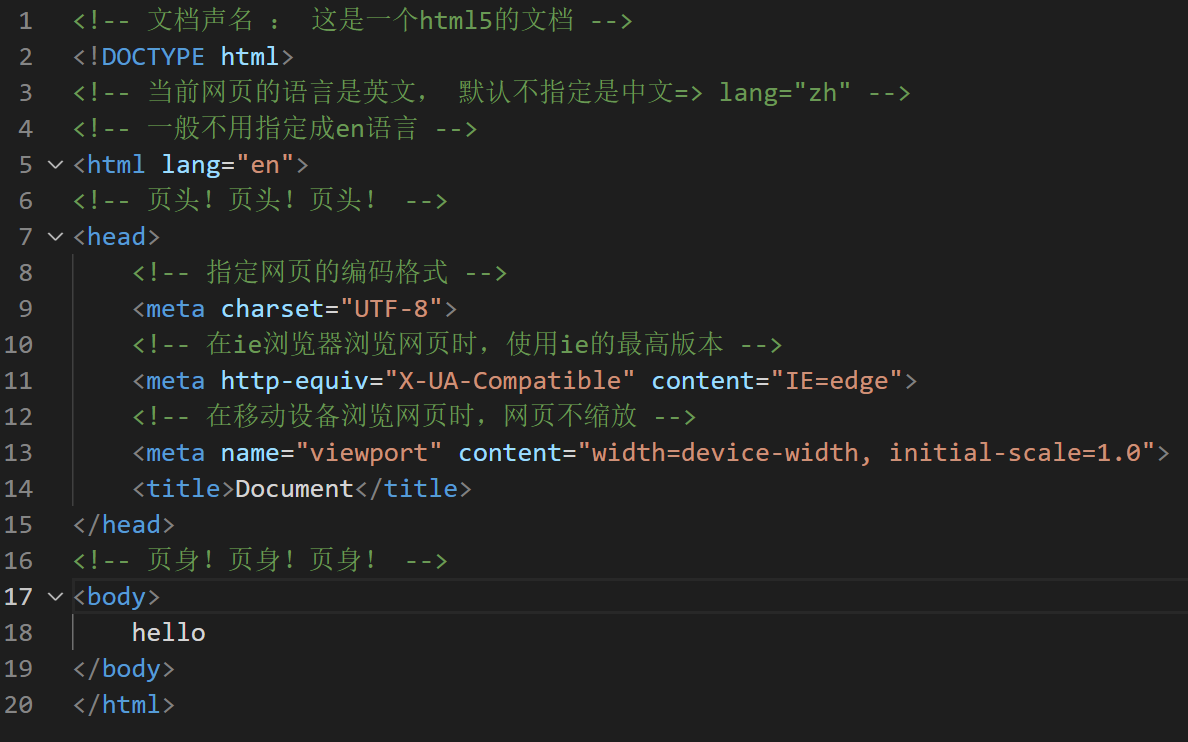 1 <!-- 文档声名 : 这是一个html5的文档 -->
2 <!DOCTYPE html>
3 <!-- 当前网页的语言是英文, 默认不指定是中文=> lang="zh" -->
4 <!-- 一般不用指定成en语言 -->
5 <html lang="en">
6 <!-- 页头！页头！页头！ -->
7 <head>
8     <!-- 指定网页的编码格式 -->
9     <meta charset="UTF-8">
10     <!-- 在ie浏览器浏览网页时，使用ie的最高版本 -->
11     <meta http-equiv="X-UA-Compatible" content="IE=edge">
12     <!-- 在移动设备浏览网页时，网页不缩放 -->
13     <meta name="viewport" content="width=device-width, initial-scale=1.0">
14     <title>Document</title>
15 </head>
16 <!-- 页身！页身！页身！ -->
17 <body>
18     hello
19 </body>
20 </html>